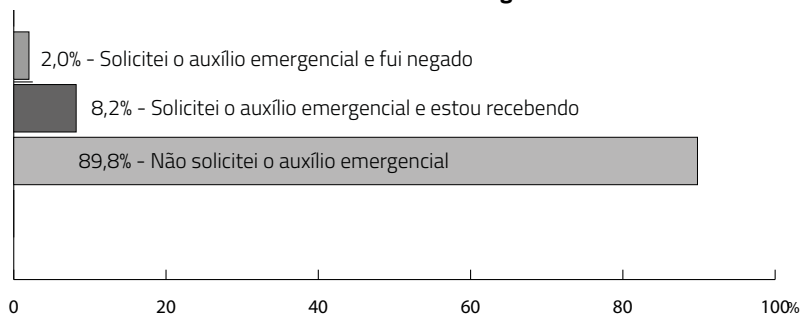 2,0% - Solicitei o auxílio emergencial e fui negado
8,2% - Solicitei o auxílio emergencial e estou recebendo
89,8% - Não solicitei o auxílio emergencial
0 20 40 60 80 100%